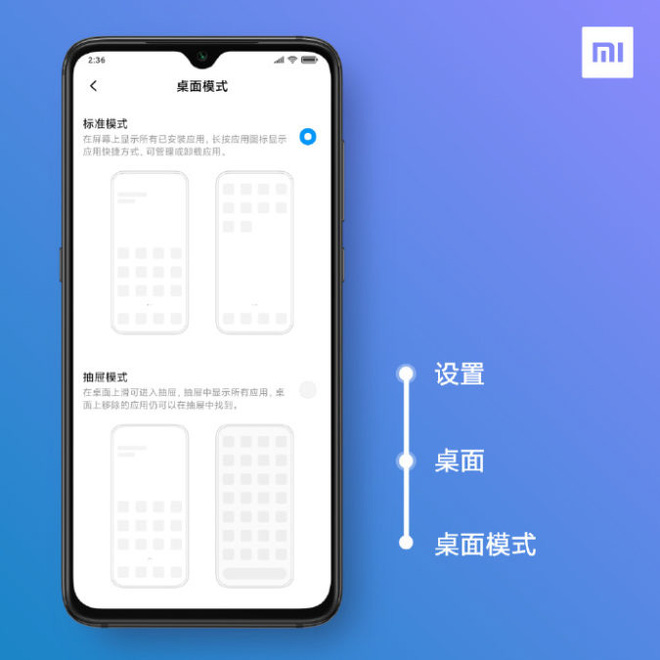 2:36
桌面模式
标准模式
在屏幕上显示所有已安装应用，长按应用图标显示
应用快捷方式，可管理或卸载应用。
抽屉模式
在桌面上滑可进入抽屉，抽屉中显示所有应用，桌
面上移除的应用仍可以在抽屉中找到。
mi
设置
桌面
桌面模式